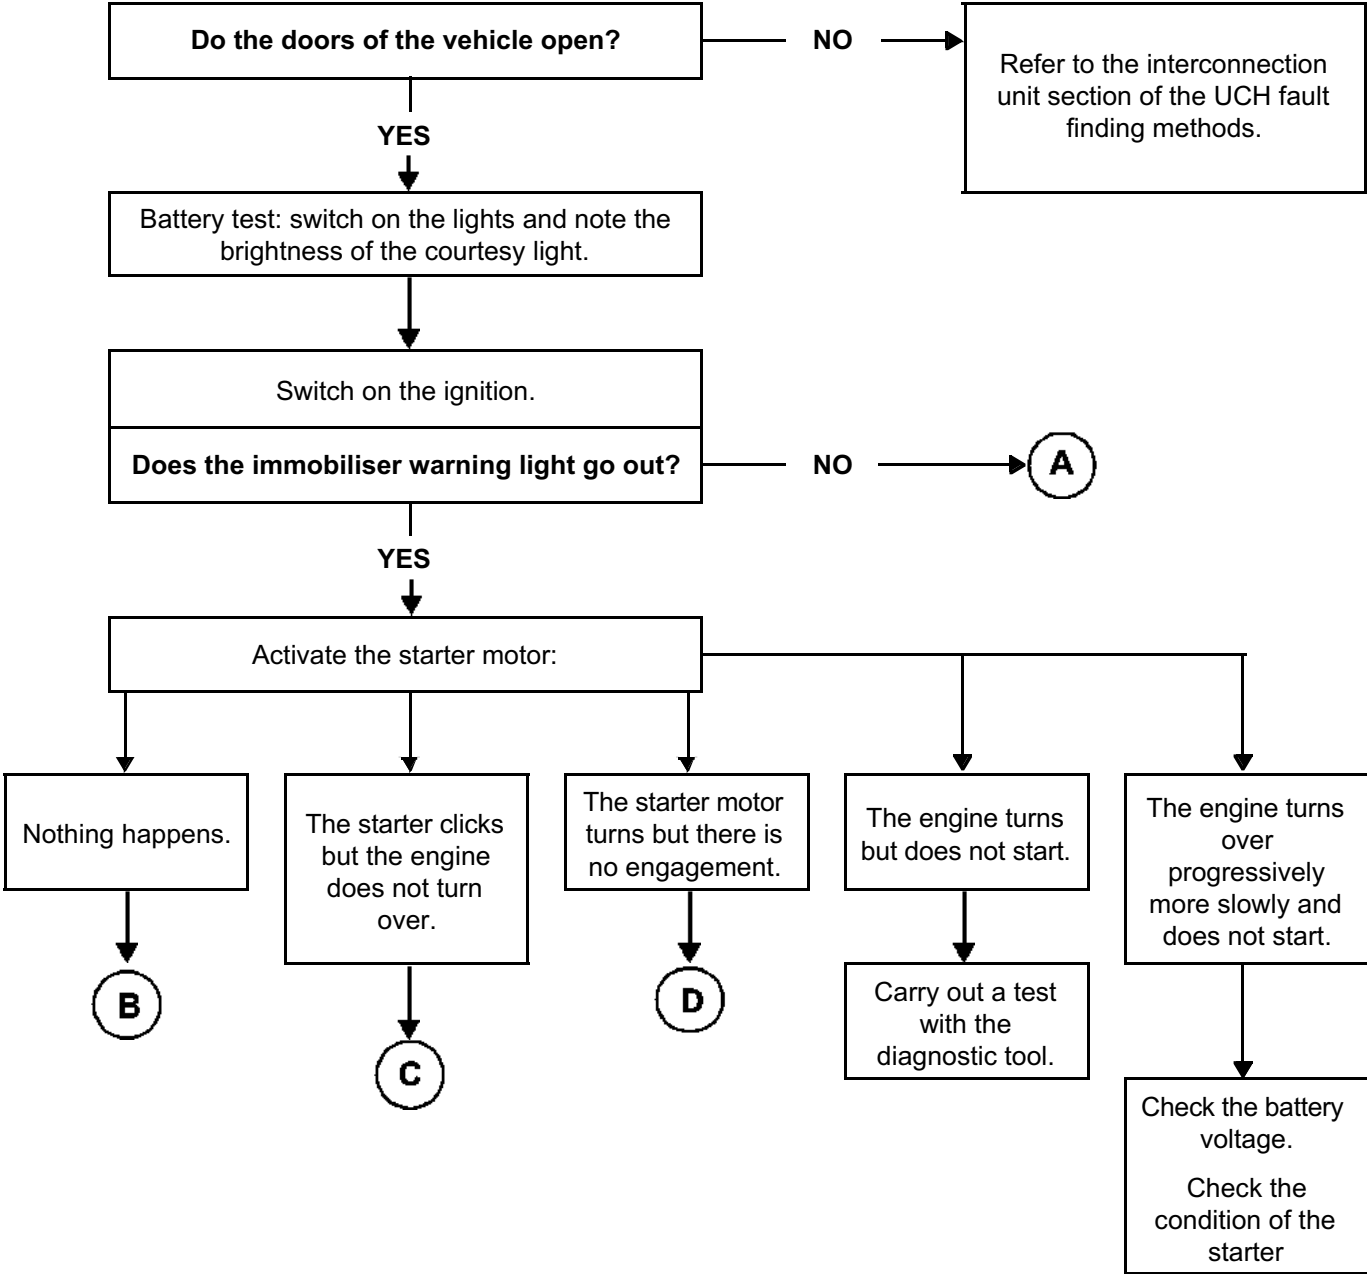 Do the doors of the vehicle open?
NO
Refer to the interconnection
unit section of the UCH fault
finding methods.
YES
Battery test: switch on the lights and note the
brightness of the courtesy light.
Switch on the ignition.
Does the immobiliser warning light go out?
NO
A
YES
Activate the starter motor:
Nothing happens.
B
The starter clicks
but the engine
does not turn
over.
C
The starter motor
turns but there is
no engagement.
D
The engine turns
but does not start.
Carry out a test
with the
diagnostic tool.
The engine turns
over
progressively
more slowly and
does not start.
Check the battery
voltage.
Check the
condition of the
starter